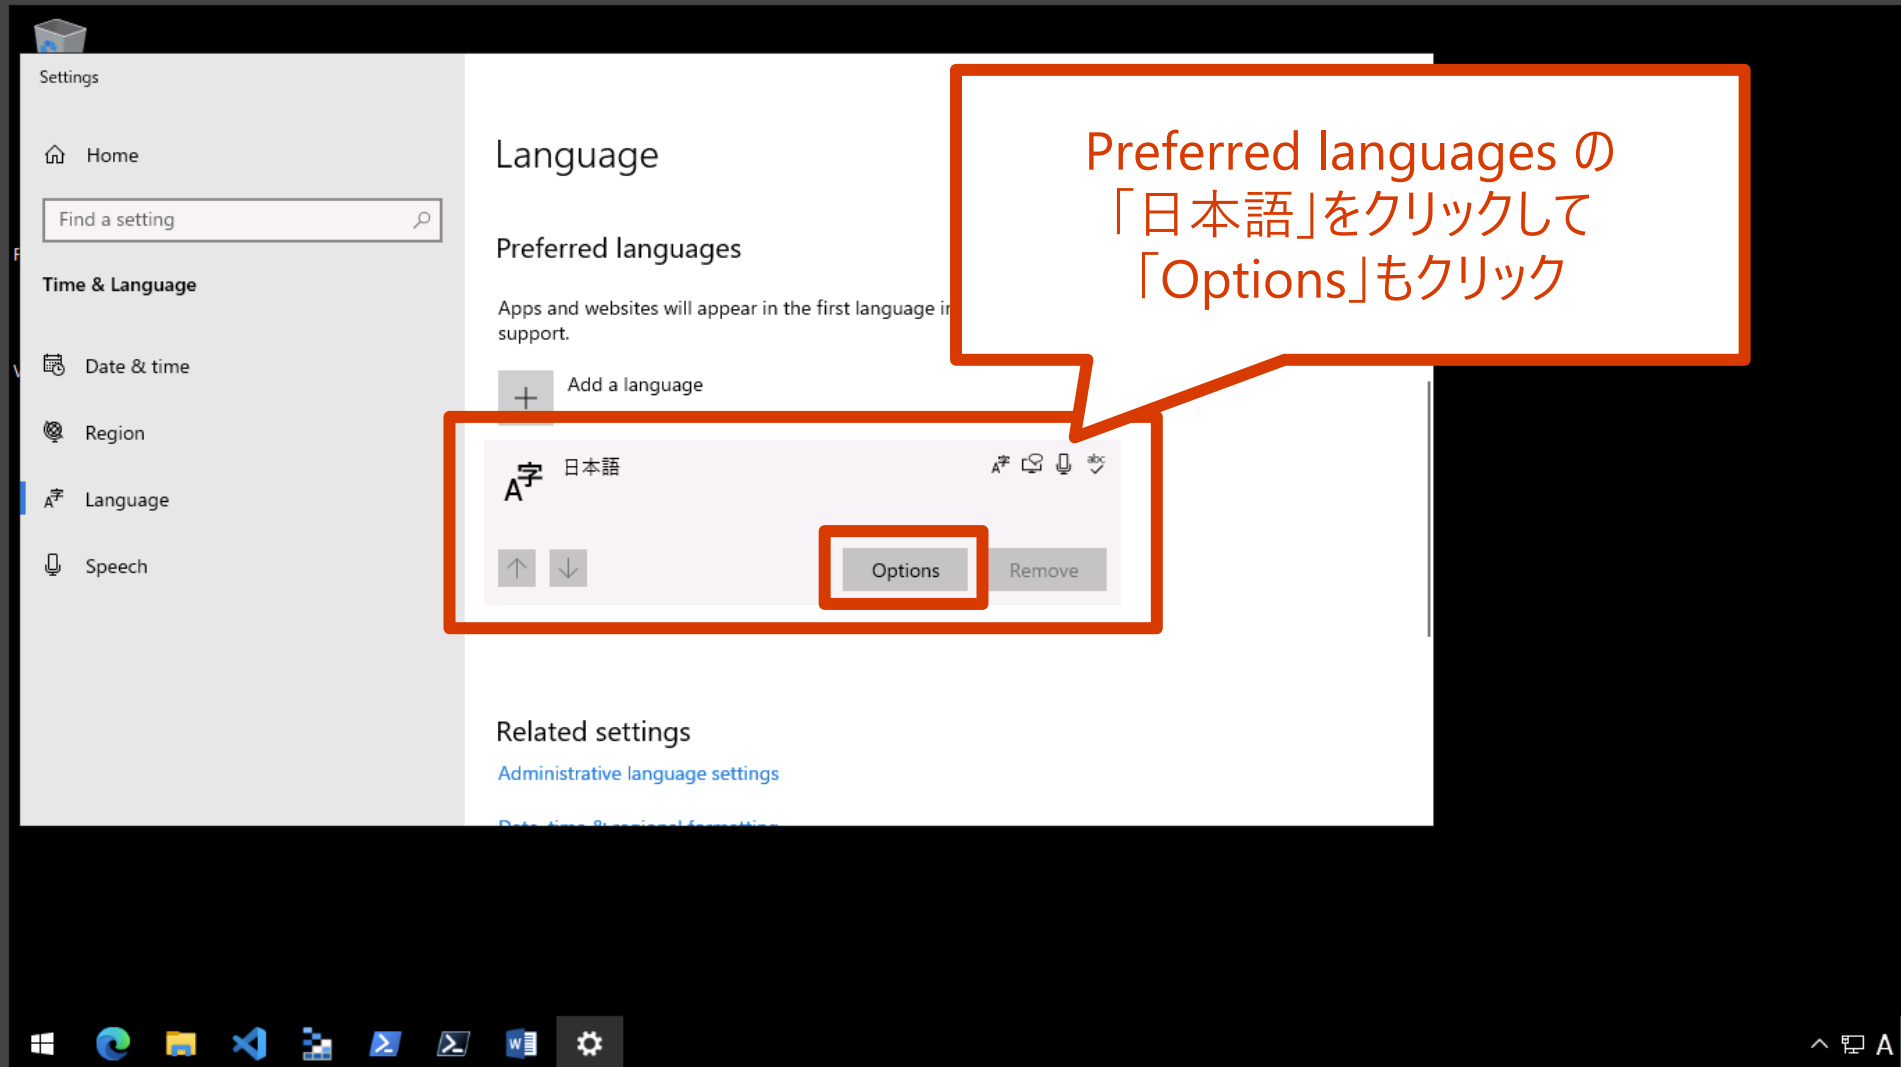 Settings
Home
Find a setting
Time & Language
Date & time
Region
Language
Speech
Language
Preferred languages
Apps and websites will appear in the first language in
support.
Add a language
日本語
Options
Remove
Related settings
Administrative language settings
Preferred languages の
「日本語」をクリックして
「Options」もクリック
A